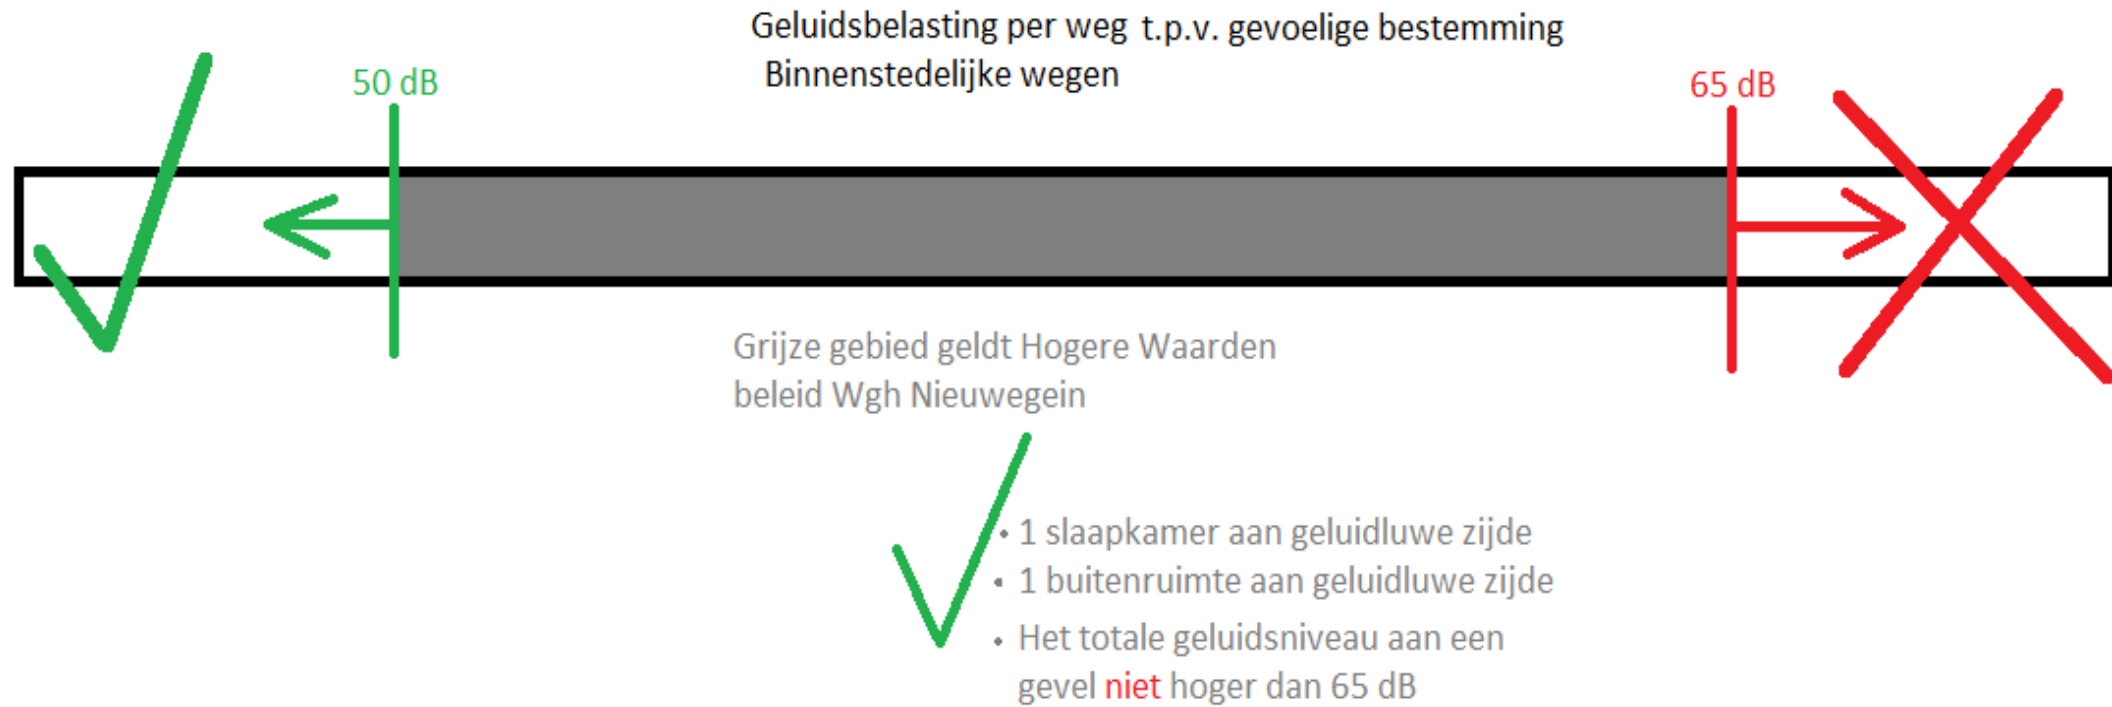 Geluidsbelasting per weg t.p.v. gevoelige bestemming
Binnenstedelijke wegen
50 dB
65 dB
Grijze gebied geldt Hogere Waarden
beleid Wgh Nieuwegein
• 1 slaapkamer aan geluidluwe zijde
• 1 buitenruimte aan geluidluwe zijde
• Het totale geluidsniveau aan een
gevel niet hoger dan 65 dB